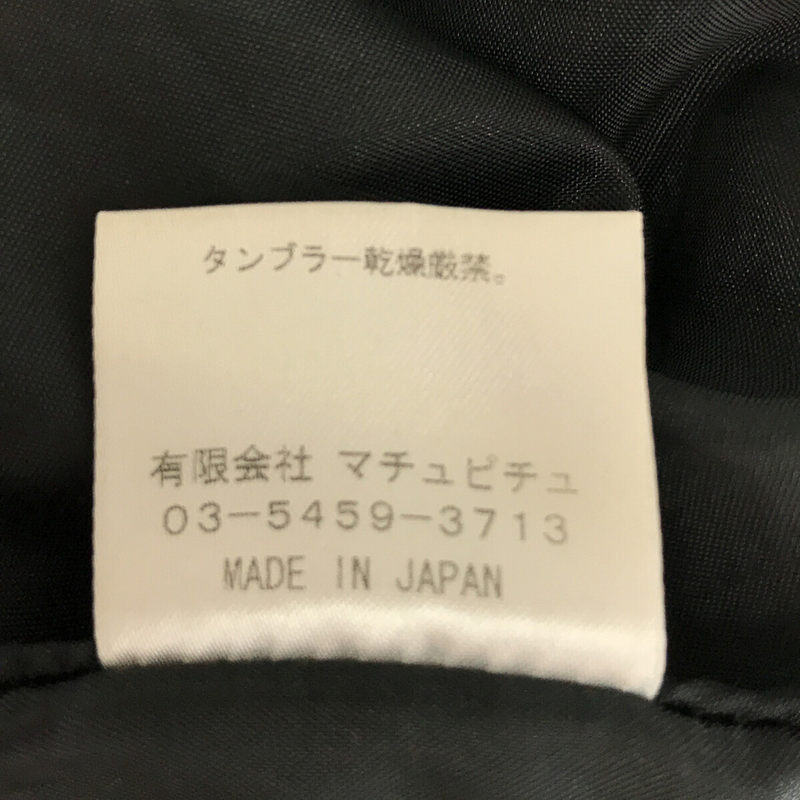 タンブラー乾燥厳禁。
有限会社 マチュピチュ
03-5459-3713
MADE IN JAPAN